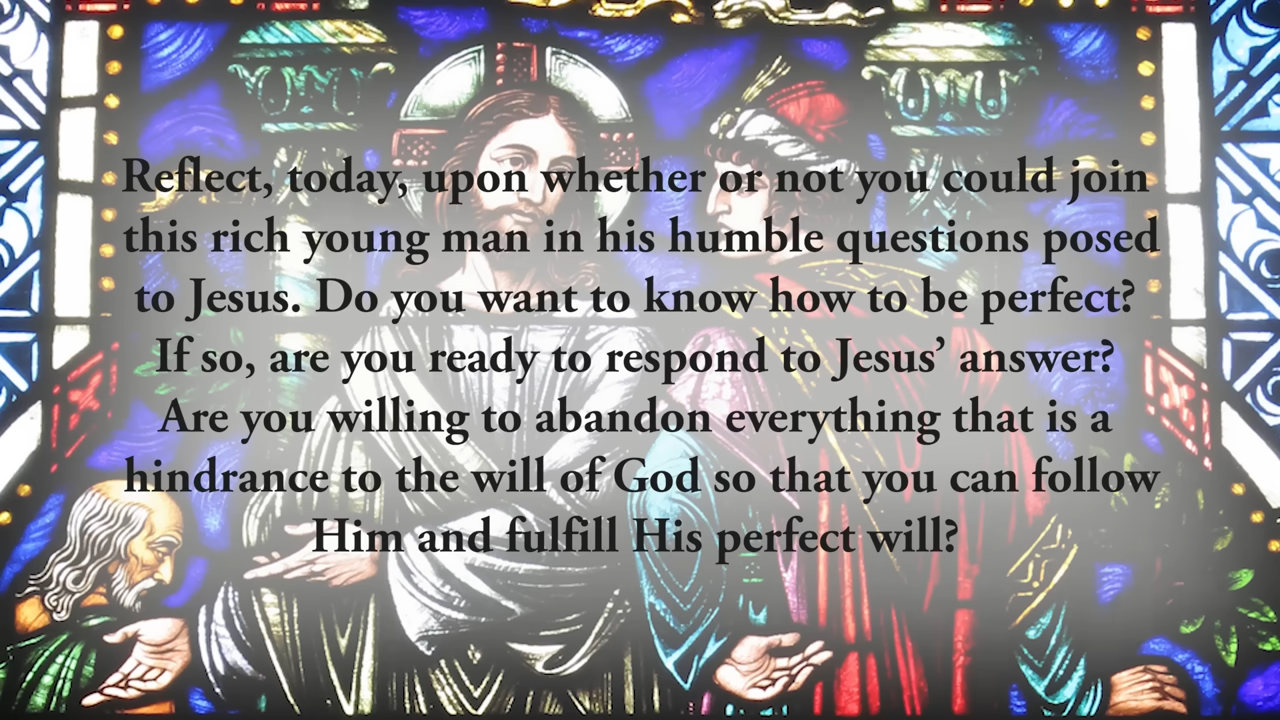 Reflect, today, upon whether or not you could join
this rich young man in his humble questions posed
to Jesus. Do you want to know how to be perfect?
If so, are you ready to respond to Jesus’ answer?
Are you willing to abandon everything that is a
hindrance to the will of God so that you can follow
Him and fulfill His perfect will?